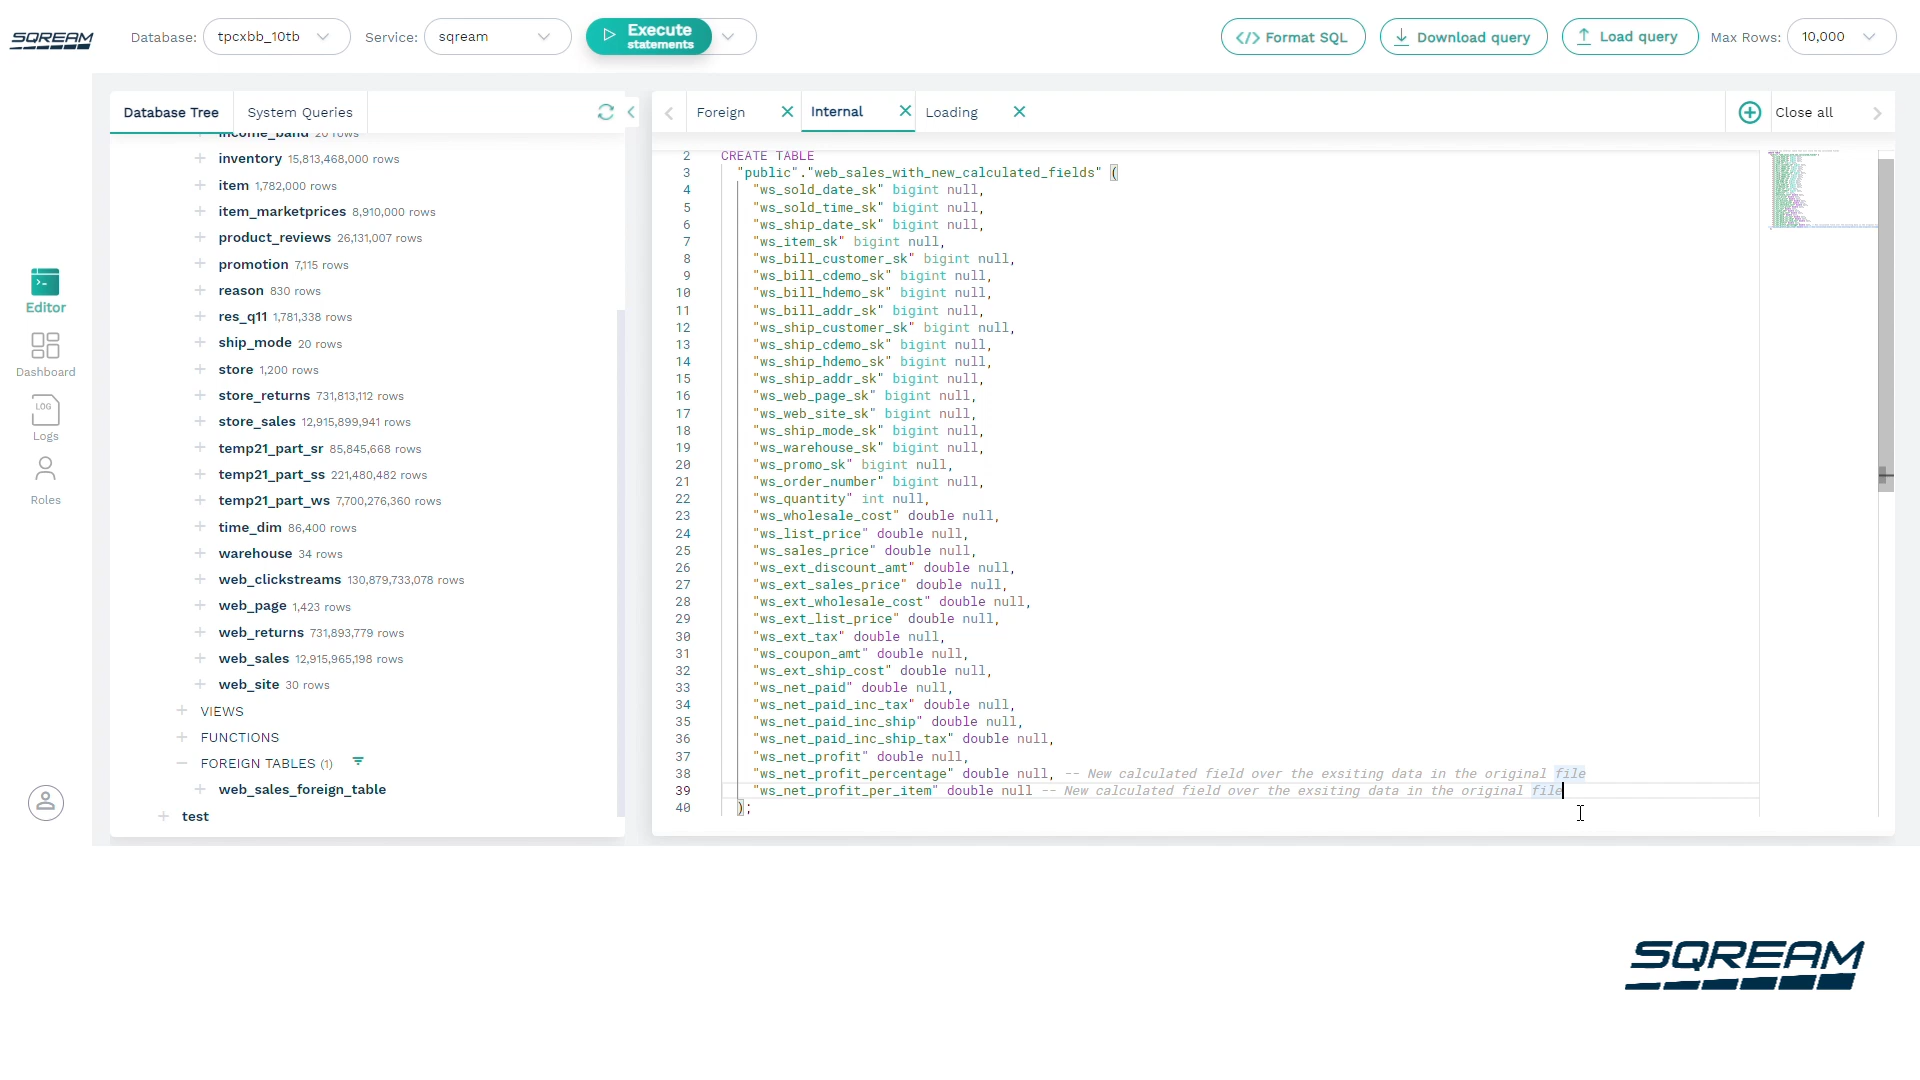 SQREAM
Database: tpcxbb_10tb
Service: sqream
Execute
statements
</> Format SQL
Download query
Load query
Max Rows: 10,000
Database Tree
System Queries
Foreign
Internal
Loading
Close all
Editor
Dashboard
LOG
Logs
Roles
income_band 20 rows
inventory 15,813,468,000 rows
item 1,782,000 rows
item_marketprices 8,910,000 rows
product_reviews 26,131,007 rows
promotion 7,115 rows
reason 830 rows
res_q11 1,781,338 rows
ship_mode 20 rows
store 1,200 rows
store_returns 731,813,112 rows
store_sales 12,915,899,941 rows
temp21_part_sr 85,845,668 rows
temp21_part_ss 221,480,482 rows
temp21_part_ws 7,700,276,360 rows
time_dim 86,400 rows
warehouse 34 rows
web_clickstreams 130,879,733,078 rows
web_page 1,423 rows
web_returns 731,893,779 rows
web_sales 12,915,965,198 rows
web_site 30 rows
VIEWS
FUNCTIONS
FOREIGN TABLES (1)
web_sales_foreign_table
test
2 CREATE TABLE
3 "public"."web_sales_with_new_calculated_fields" (
4 "ws_sold_date_sk" bigint null,
5 "ws_sold_time_sk" bigint null,
6 "ws_ship_date_sk" bigint null,
7 "ws_item_sk" bigint null,
8 "ws_bill_customer_sk" bigint null,
9 "ws_bill_cdemo_sk" bigint null,
10 "ws_bill_hdemo_sk" bigint null,
11 "ws_bill_addr_sk" bigint null,
12 "ws_ship_customer_sk" bigint null,
13 "ws_ship_cdemo_sk" bigint null,
14 "ws_ship_hdemo_sk" bigint null,
15 "ws_ship_addr_sk" bigint null,
16 "ws_web_page_sk" bigint null,
17 "ws_web_site_sk" bigint null,
18 "ws_ship_mode_sk" bigint null,
19 "ws_warehouse_sk" bigint null,
20 "ws_promo_sk" bigint null,
21 "ws_order_number" bigint null,
22 "ws_quantity" int null,
23 "ws_wholesale_cost" double null,
24 "ws_list_price" double null,
25 "ws_sales_price" double null,
26 "ws_ext_discount_amt" double null,
27 "ws_ext_sales_price" double null,
28 "ws_ext_wholesale_cost" double null,
29 "ws_ext_list_price" double null,
30 "ws_ext_tax" double null,
31 "ws_coupon_amt" double null,
32 "ws_ext_ship_cost" double null,
33 "ws_net_paid" double null,
34 "ws_net_paid_inc_tax" double null,
35 "ws_net_paid_inc_ship" double null,
36 "ws_net_paid_inc_ship_tax" double null,
37 "ws_net_profit" double null,
38 "ws_net_profit_percentage" double null, -- New calculated field over the exsiting data in the original file
39 "ws_net_profit_per_item" double null -- New calculated field over the exsiting data in the original file
40 );
SQREAM